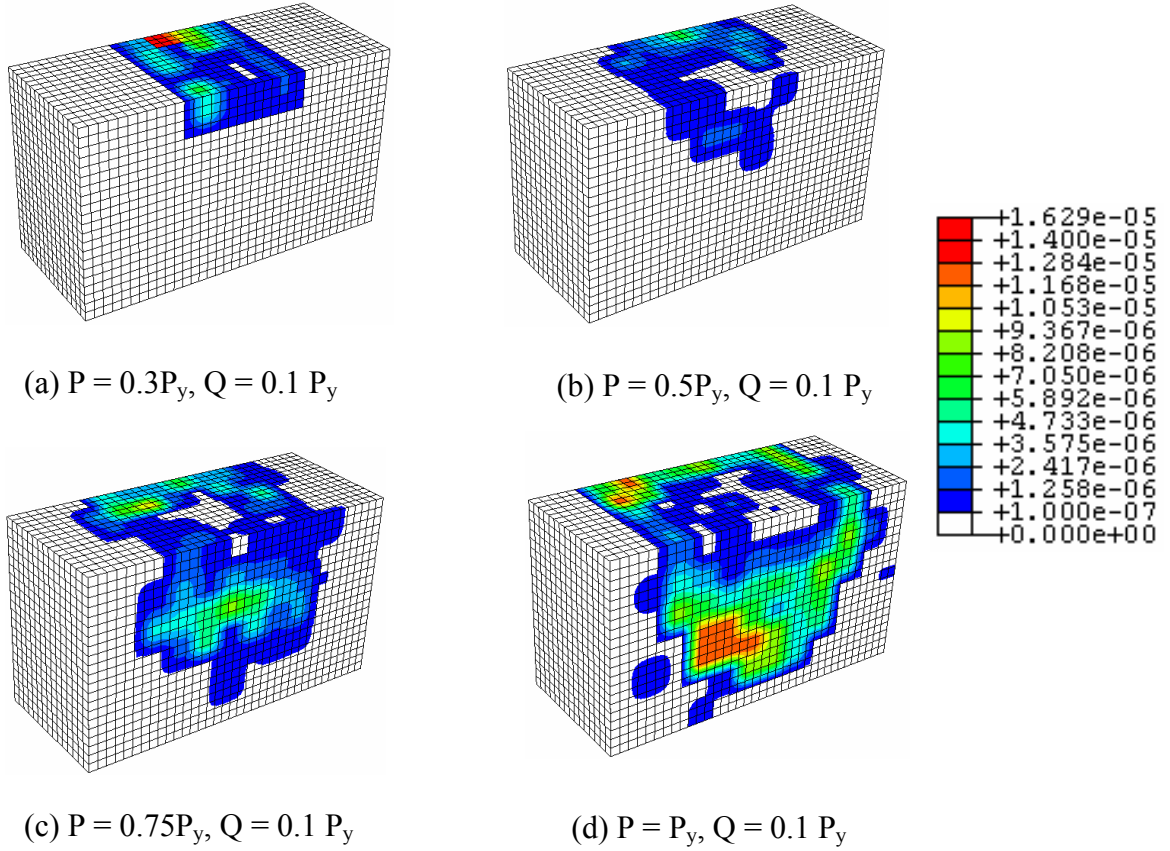 +1.629e-05
+1.400e-05
+1.284e-05
+1.168e-05
+1.053e-05
+9.367e-06
+8.208e-06
+7.050e-06
+5.892e-06
+4.733e-06
+3.575e-06
+2.417e-06
+1.258e-06
+1.000e-07
+0.000e+00
(a) P = 0.3Py, Q = 0.1 Py
(b) P = 0.5Py, Q = 0.1 Py
(c) P = 0.75Py, Q = 0.1 Py
(d) P = Py, Q = 0.1 Py